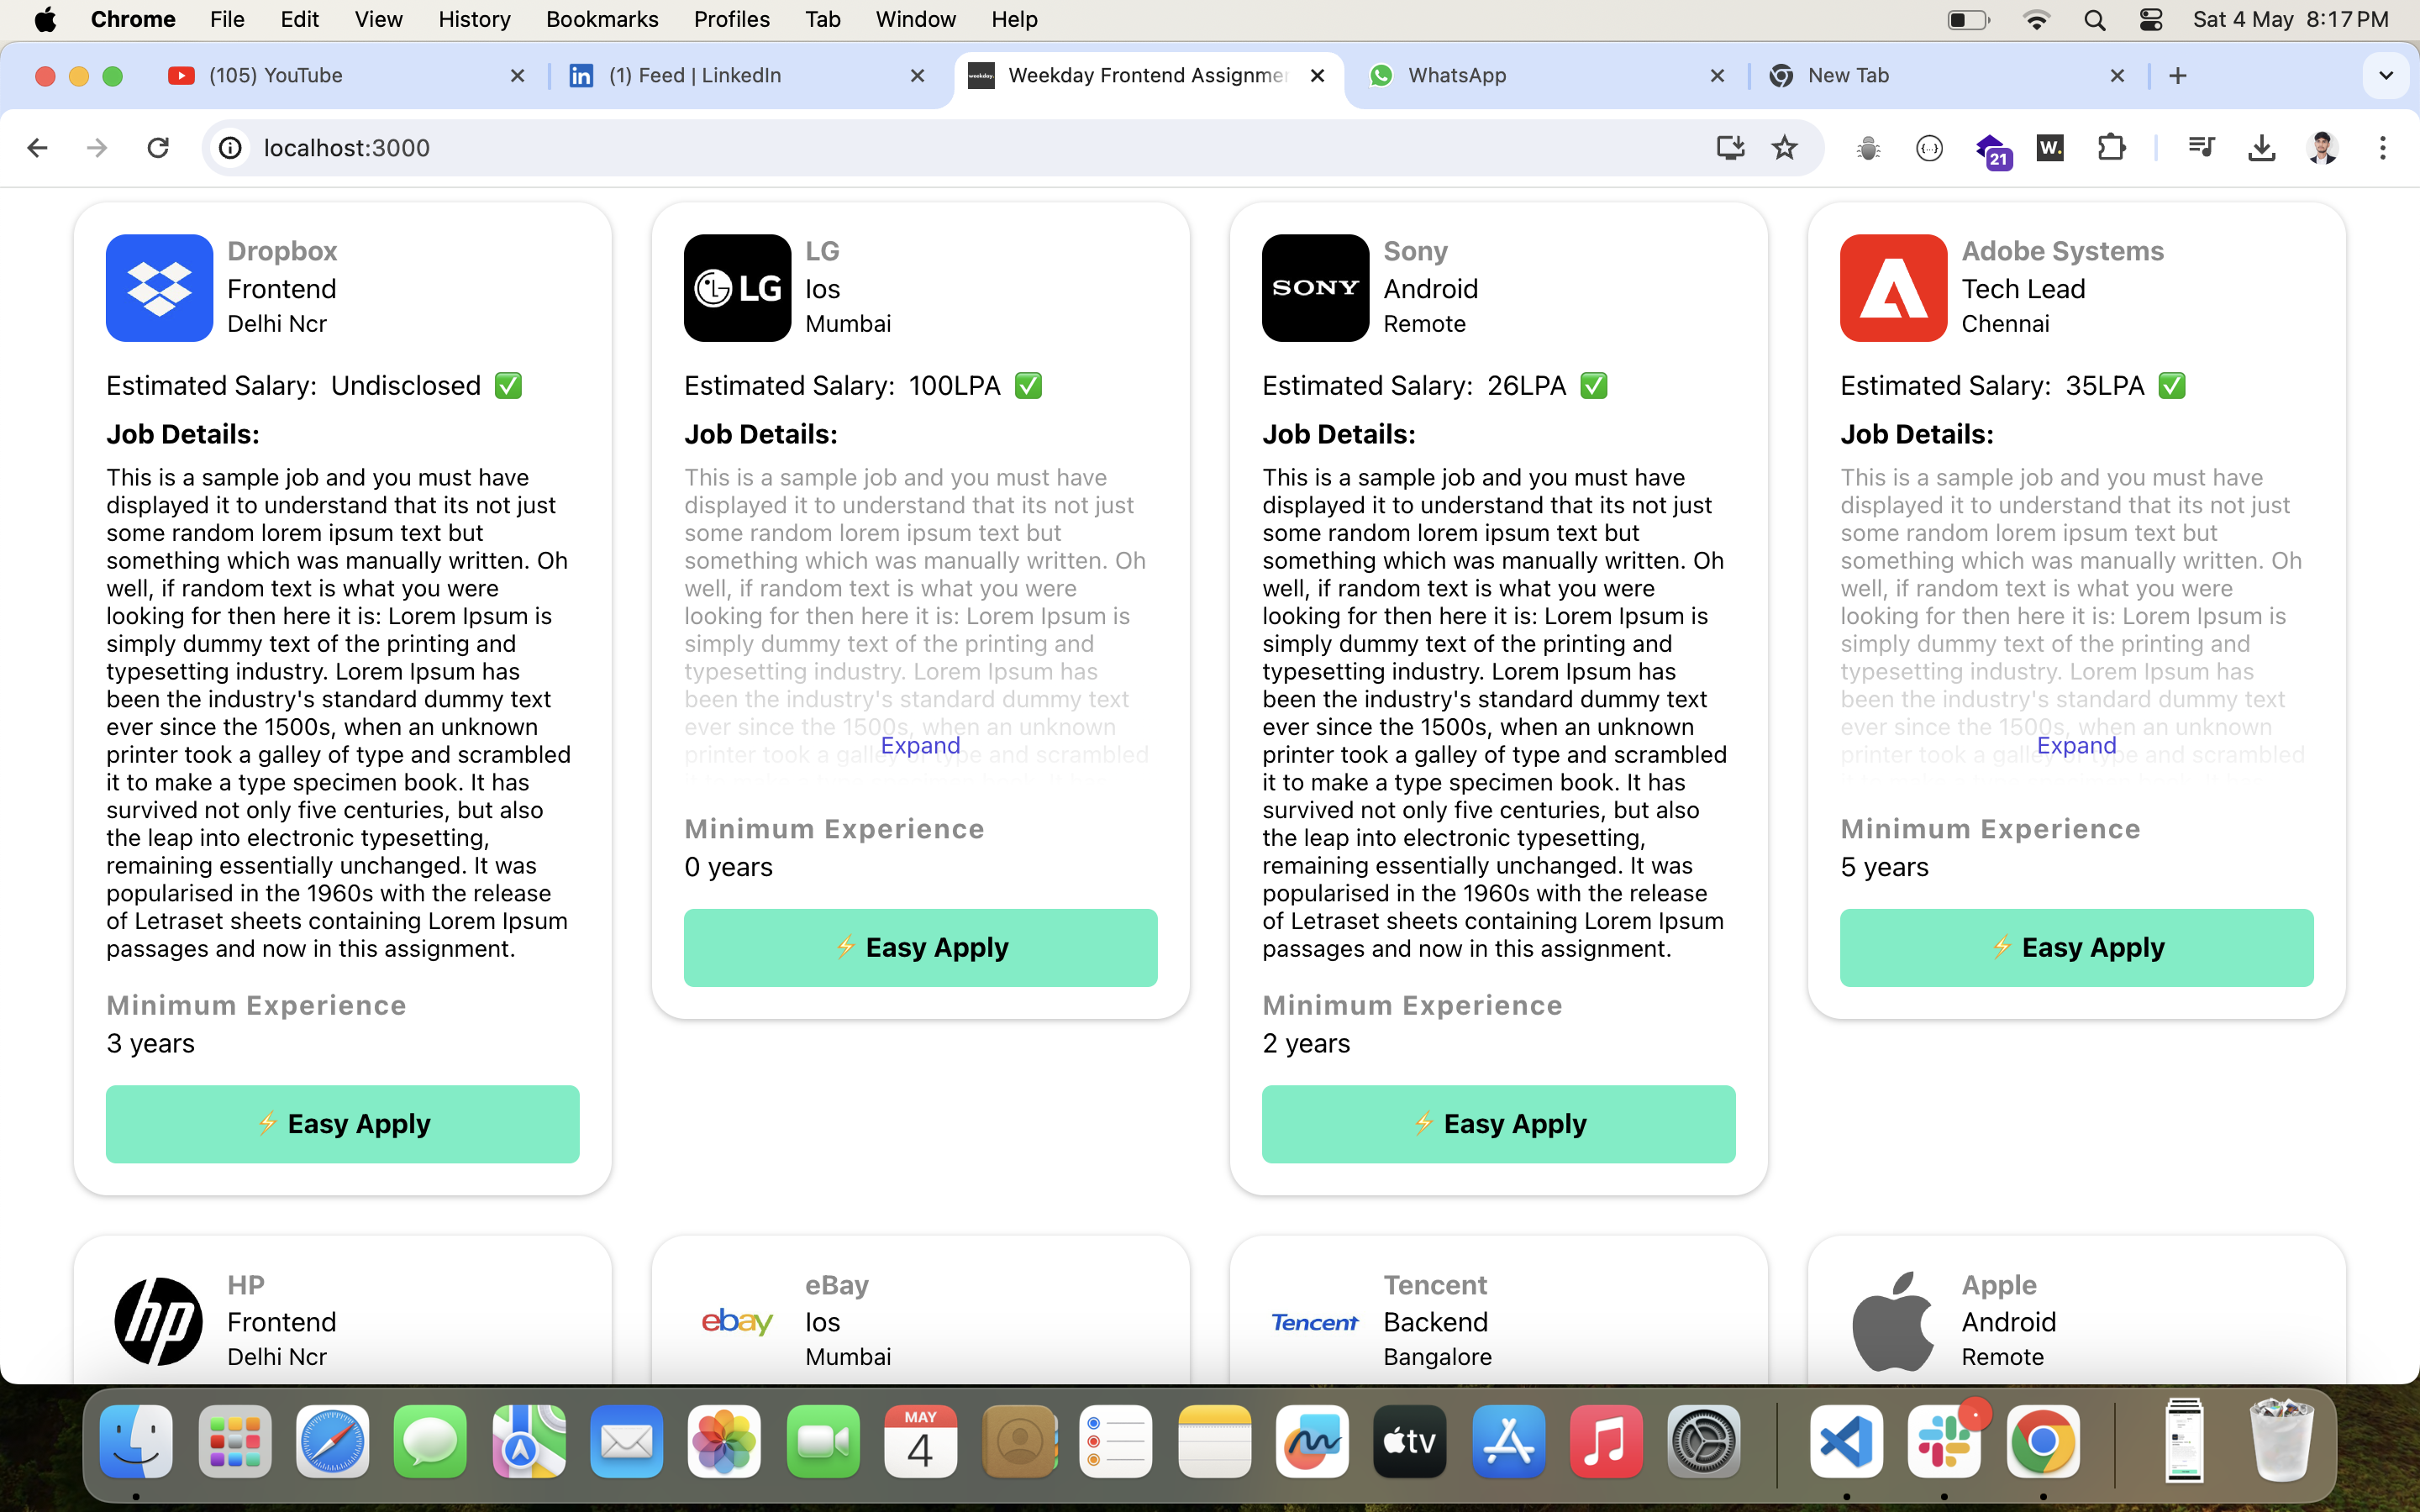 Chrome File Edit View History Bookmarks Profiles Tab Window Help Sat 4 May 8:17 PM
(105) YouTube (1) Feed | LinkedIn Weekday Frontend Assignmen WhatsApp New Tab
localhost:3000 21 W.
Dropbox
Frontend
Delhi Ncr
Estimated Salary: Undisclosed ✅
Job Details:
This is a sample job and you must have
displayed it to understand that its not just
some random lorem ipsum text but
something which was manually written. Oh
well, if random text is what you were
looking for then here it is: Lorem Ipsum is
simply dummy text of the printing and
typesetting industry. Lorem Ipsum has
been the industry's standard dummy text
ever since the 1500s, when an unknown
printer took a galley of type and scrambled
it to make a type specimen book. It has
survived not only five centuries, but also
the leap into electronic typesetting,
remaining essentially unchanged. It was
popularised in the 1960s with the release
of Letraset sheets containing Lorem Ipsum
passages and now in this assignment.
Minimum Experience
3 years
⚡ Easy Apply
LG
LG
Ios
Mumbai
Estimated Salary: 100LPA ✅
Job Details:
This is a sample job and you must have
displayed it to understand that its not just
some random lorem ipsum text but
something which was manually written. Oh
well, if random text is what you were
looking for then here it is: Lorem Ipsum is
simply dummy text of the printing and
typesetting industry. Lorem Ipsum has
been the industry's standard dummy text
ever since the 1500s, when an unknown
printer took a galley of type and scrambled
Expand
Minimum Experience
0 years
⚡ Easy Apply
SONY
Sony
Android
Remote
Estimated Salary: 26LPA ✅
Job Details:
This is a sample job and you must have
displayed it to understand that its not just
some random lorem ipsum text but
something which was manually written. Oh
well, if random text is what you were
looking for then here it is: Lorem Ipsum is
simply dummy text of the printing and
typesetting industry. Lorem Ipsum has
been the industry's standard dummy text
ever since the 1500s, when an unknown
printer took a galley of type and scrambled
it to make a type specimen book. It has
survived not only five centuries, but also
the leap into electronic typesetting,
remaining essentially unchanged. It was
popularised in the 1960s with the release
of Letraset sheets containing Lorem Ipsum
passages and now in this assignment.
Minimum Experience
2 years
⚡ Easy Apply
Adobe Systems
Tech Lead
Chennai
Estimated Salary: 35LPA ✅
Job Details:
This is a sample job and you must have
displayed it to understand that its not just
some random lorem ipsum text but
something which was manually written. Oh
well, if random text is what you were
looking for then here it is: Lorem Ipsum is
simply dummy text of the printing and
typesetting industry. Lorem Ipsum has
been the industry's standard dummy text
ever since the 1500s, when an unknown
printer took a galley of type and scrambled
Expand
Minimum Experience
5 years
⚡ Easy Apply
hp
HP
Frontend
Delhi Ncr
ebay
eBay
Ios
Mumbai
Tencent
Tencent
Backend
Bangalore
Apple
Android
Remote
MAY
4
tv